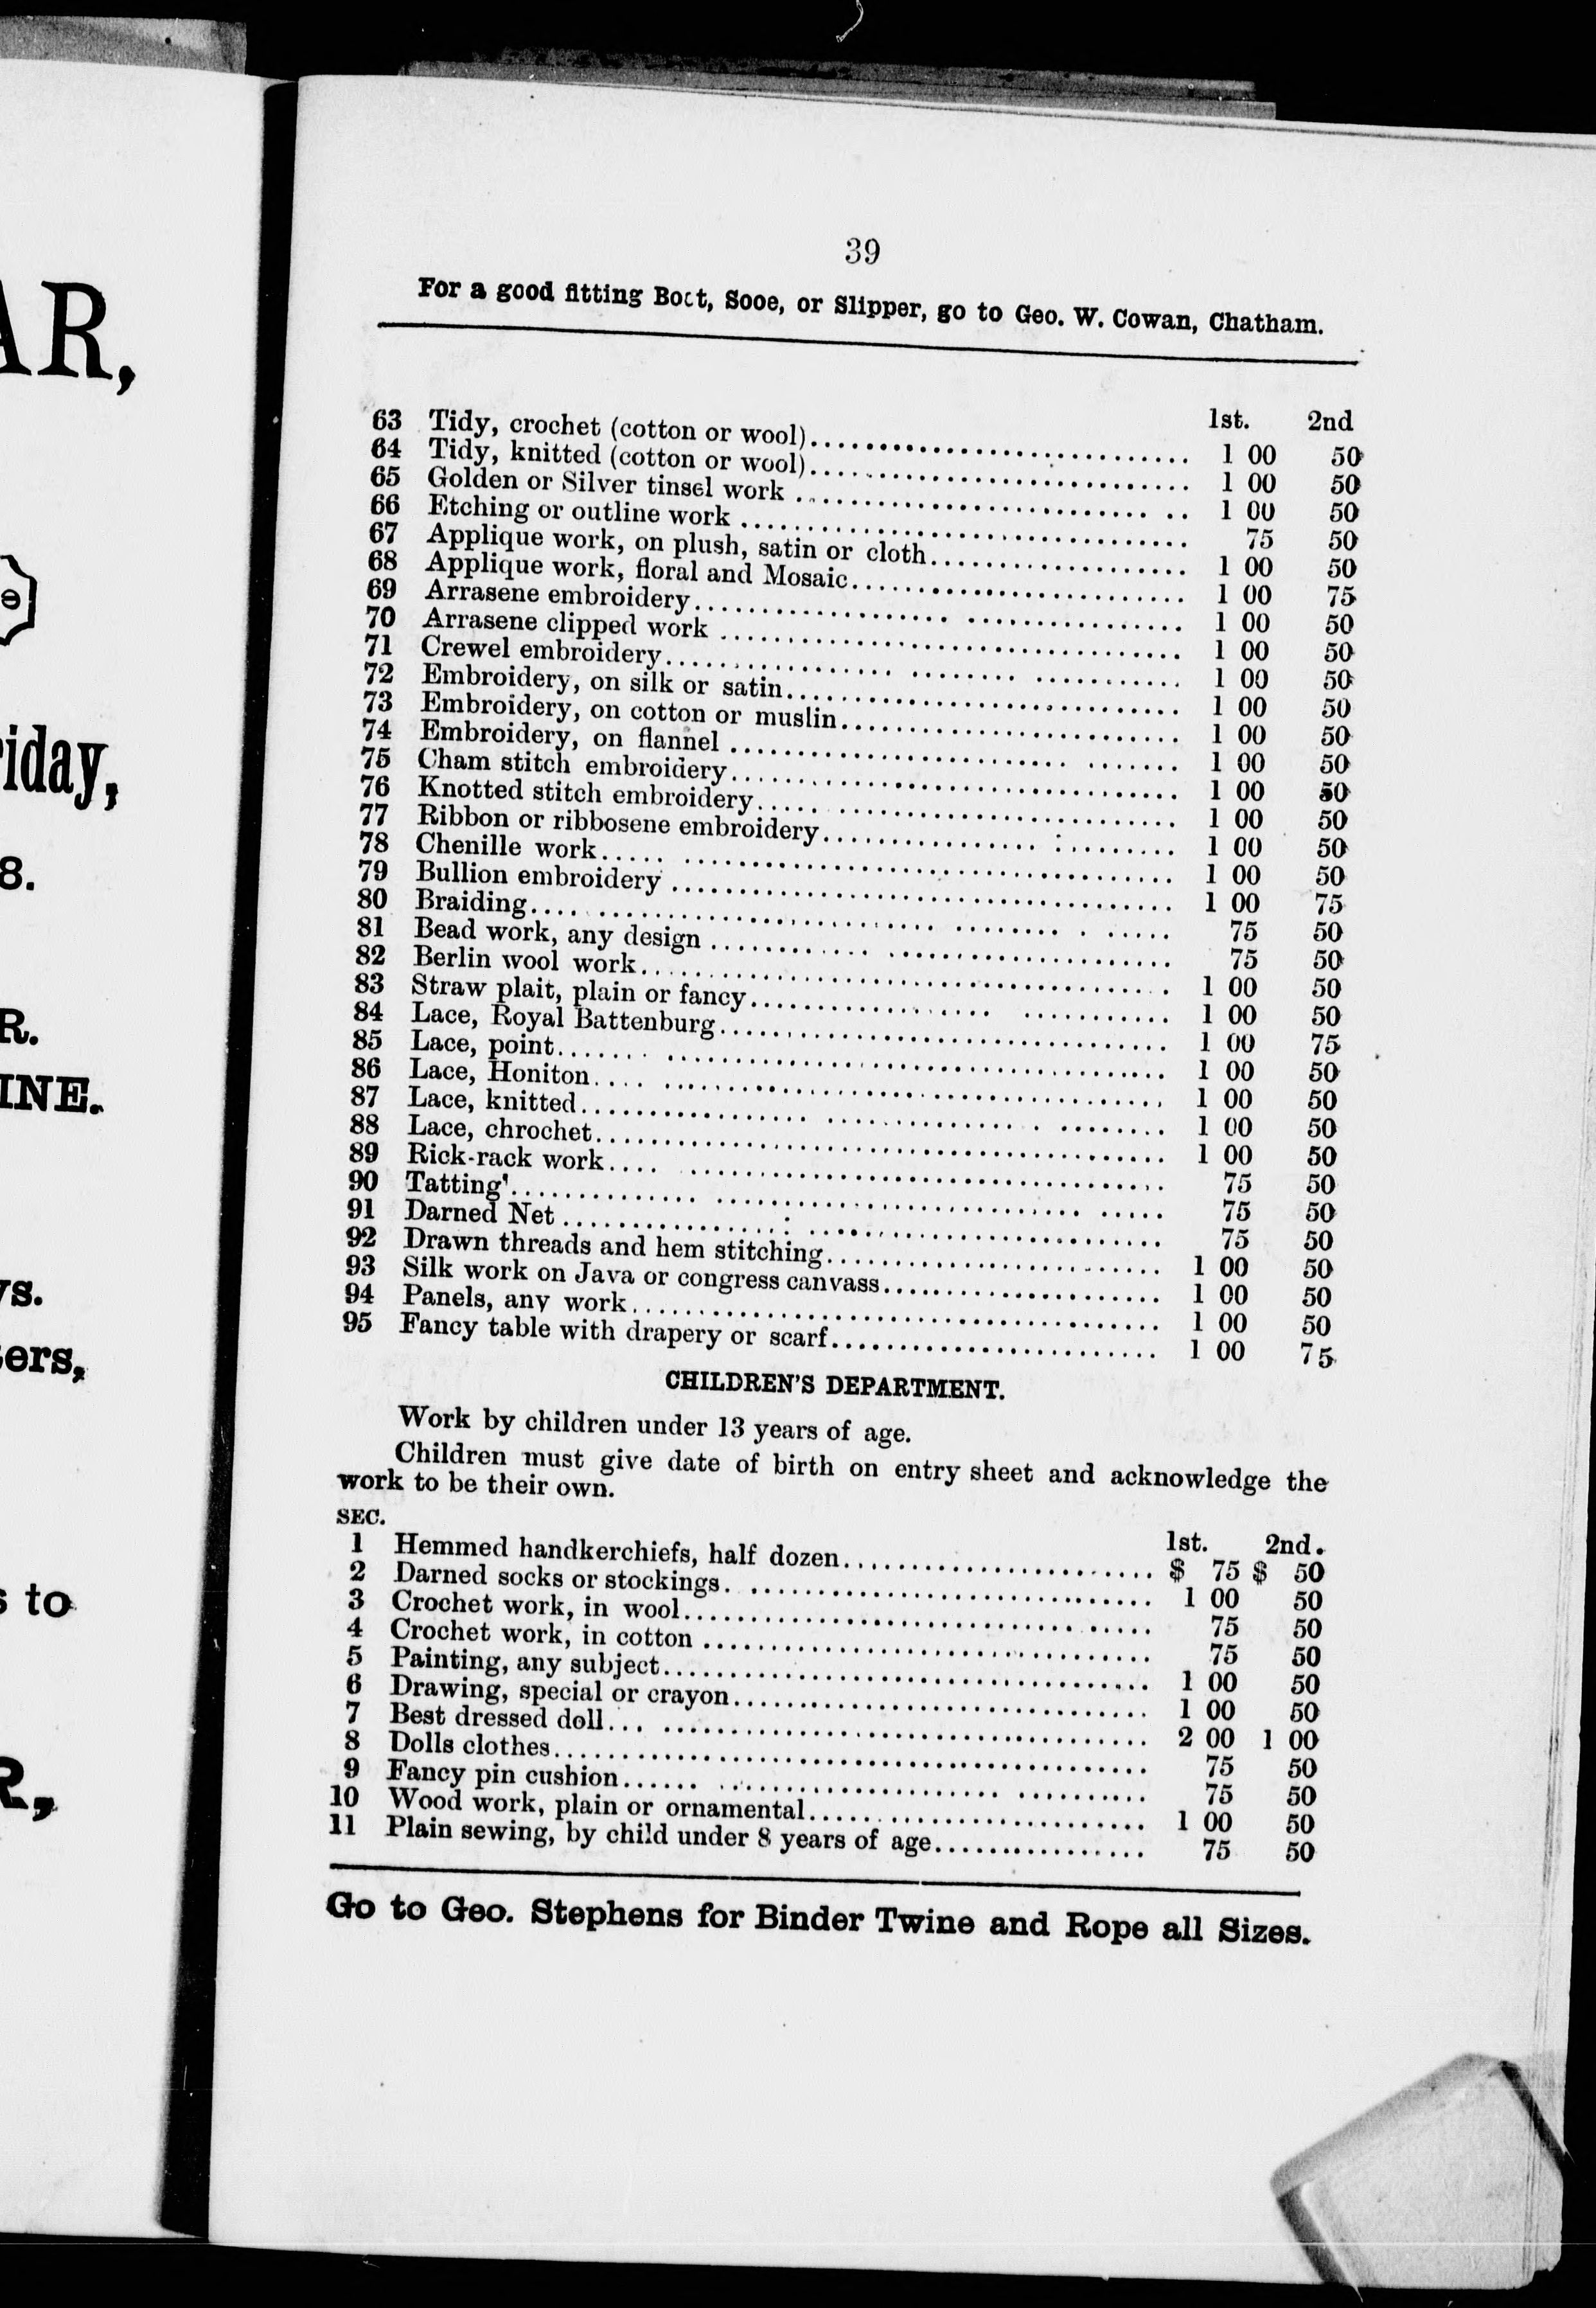 AR,
iday,
8.
R.
INE.
s.
ers,
s to
R,
39
For a good fitting Boot, Sooe, or Slipper, go to Geo. W. Cowan, Chatham.
1st. 2nd
63 Tidy, crochet (cotton or wool) 1 00 50
64 Tidy, knitted (cotton or wool) 1 00 50
65 Golden or Silver tinsel work 1 00 50
66 Etching or outline work 75 50
67 Applique work, on plush, satin or cloth 1 00 50
68 Applique work, floral and Mosaic 1 00 75
69 Arrasene embroidery 1 00 50
70 Arrasene clipped work 1 00 50
71 Crewel embroidery 1 00 50
72 Embroidery, on silk or satin 1 00 50
73 Embroidery, on cotton or muslin 1 00 50
74 Embroidery, on flannel 1 00 50
75 Cham stitch embroidery 1 00 50
76 Knotted stitch embroidery 1 00 50
77 Ribbon or ribbosene embroidery 1 00 50
78 Chenille work 1 00 50
79 Bullion embroidery 1 00 75
80 Braiding 75 50
81 Bead work, any design 75 50
82 Berlin wool work 1 00 50
83 Straw plait, plain or fancy 1 00 50
84 Lace, Royal Battenburg 1 00 75
85 Lace, point 1 00 50
86 Lace, Honiton 1 00 50
87 Lace, knitted 1 00 50
88 Lace, chrochet 1 00 50
89 Rick-rack work 75 50
90 Tatting' 75 50
91 Darned Net 75 50
92 Drawn threads and hem stitching 1 00 50
93 Silk work on Java or congress canvass 1 00 50
94 Panels, any work 1 00 50
95 Fancy table with drapery or scarf 1 00 75
CHILDREN'S DEPARTMENT.
Work by children under 13 years of age.
Children must give date of birth on entry sheet and acknowledge the
work to be their own.
SEC. 1st. 2nd.
1 Hemmed handkerchiefs, half dozen $ 75 $ 50
2 Darned socks or stockings 1 00 50
3 Crochet work, in wool 75 50
4 Crochet work, in cotton 75 50
5 Painting, any subject 1 00 50
6 Drawing, special or crayon 1 00 50
7 Best dressed doll 2 00 1 00
8 Dolls clothes 75 50
9 Fancy pin cushion 75 50
10 Wood work, plain or ornamental 1 00 50
11 Plain sewing, by child under 8 years of age 75 50
Go to Geo. Stephens for Binder Twine and Rope all Sizes.